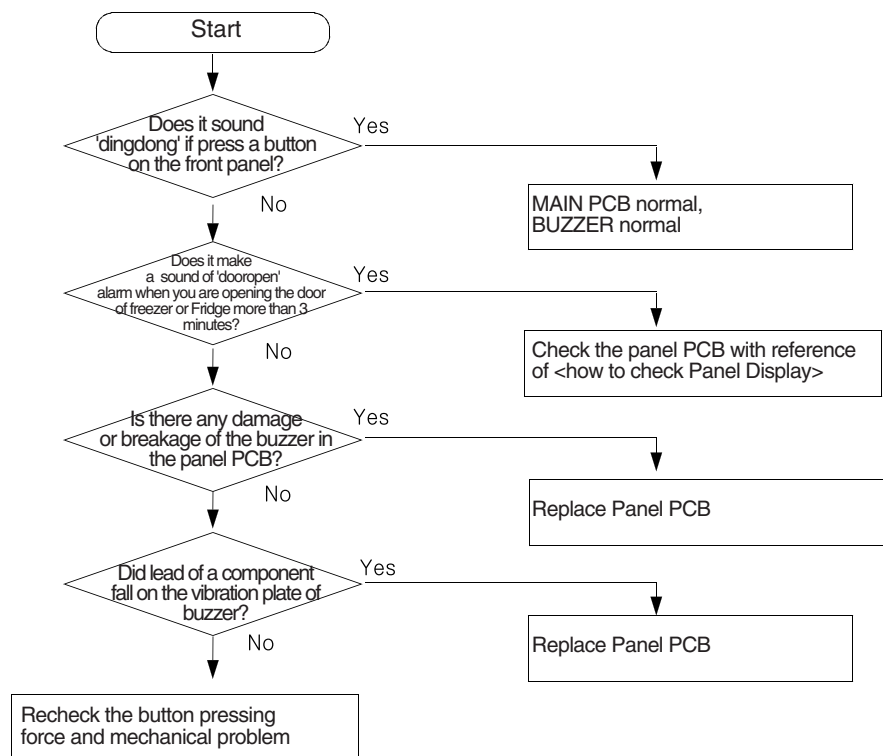 Start
Does it sound
'dingdong' if press a button
on the front panel?
Yes
No
MAIN PCB normal,
BUZZER normal
Does it make
a sound of 'dooropen'
alarm when you are opening the door
of freezer or Fridge more than 3
minutes?
Yes
No
Check the panel PCB with reference
of <how to check Panel Display>
Is there any damage
or breakage of the buzzer in
the panel PCB?
Yes
No
Replace Panel PCB
Did lead of a component
fall on the vibration plate of
buzzer?
Yes
No
Replace Panel PCB
Recheck the button pressing
force and mechanical problem